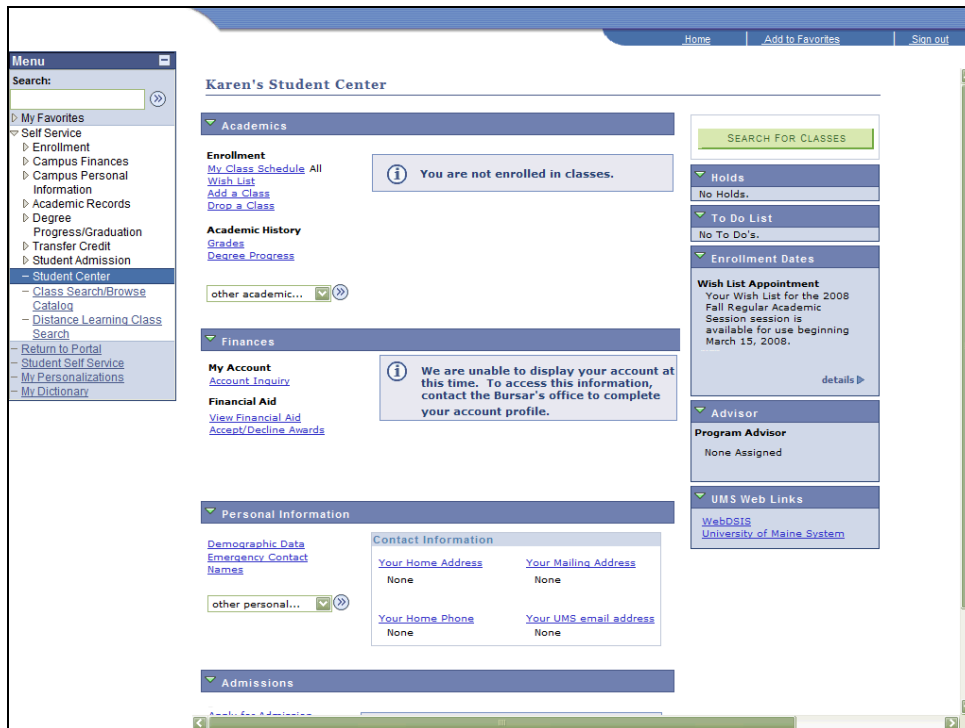 Home
Add to Favorites
Sign out
Menu
Search:
My Favorites
Self Service
Enrollment
Campus Finances
Campus Personal
Information
Academic Records
Degree
Progress/Graduation
Transfer Credit
Student Admission
– Student Center
– Class Search/Browse
Catalog
– Distance Learning Class
Search
– Return to Portal
– Student Self Service
– My Personalizations
– My Dictionary
Karen's Student Center
Academics
Enrollment
My Class Schedule All
Wish List
Add a Class
Drop a Class
Academic History
Grades
Degree Progress
other academic...
You are not enrolled in classes.
Finances
My Account
Account Inquiry
Financial Aid
View Financial Aid
Accept/Decline Awards
We are unable to display your account at
this time. To access this information,
contact the Bursar's office to complete
your account profile.
Personal Information
Demographic Data
Emergency Contact
Names
other personal...
Contact Information
Your Home Address
None
Your Mailing Address
None
Your Home Phone
None
Your UMS email address
None
Admissions
Apply for Admission
SEARCH FOR CLASSES
Holds
No Holds.
To Do List
No To Do's.
Enrollment Dates
Wish List Appointment
Your Wish List for the 2008
Fall Regular Academic
Session session is
available for use beginning
March 15, 2008.
details
Advisor
Program Advisor
None Assigned
UMS Web Links
WebDSIS
University of Maine System